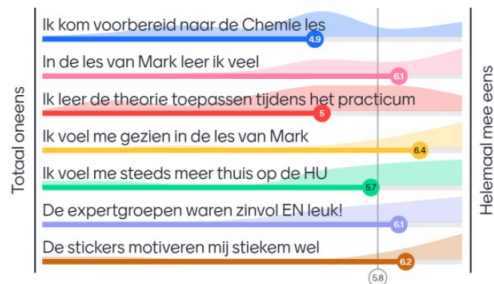 Totaal oneens
Ik kom voorbereid naar de Chemie les
4.9
In de les van Mark leer ik veel
6.1
Ik leer de theorie toepassen tijdens het practicum
5
Ik voel me gezien in de les van Mark
6.4
Ik voel me steeds meer thuis op de HU
5.7
De expertgroepen waren zinvol EN leuk!
6.1
De stickers motiveren mij stiekem wel
6.2
5.8
Helemaal mee eens